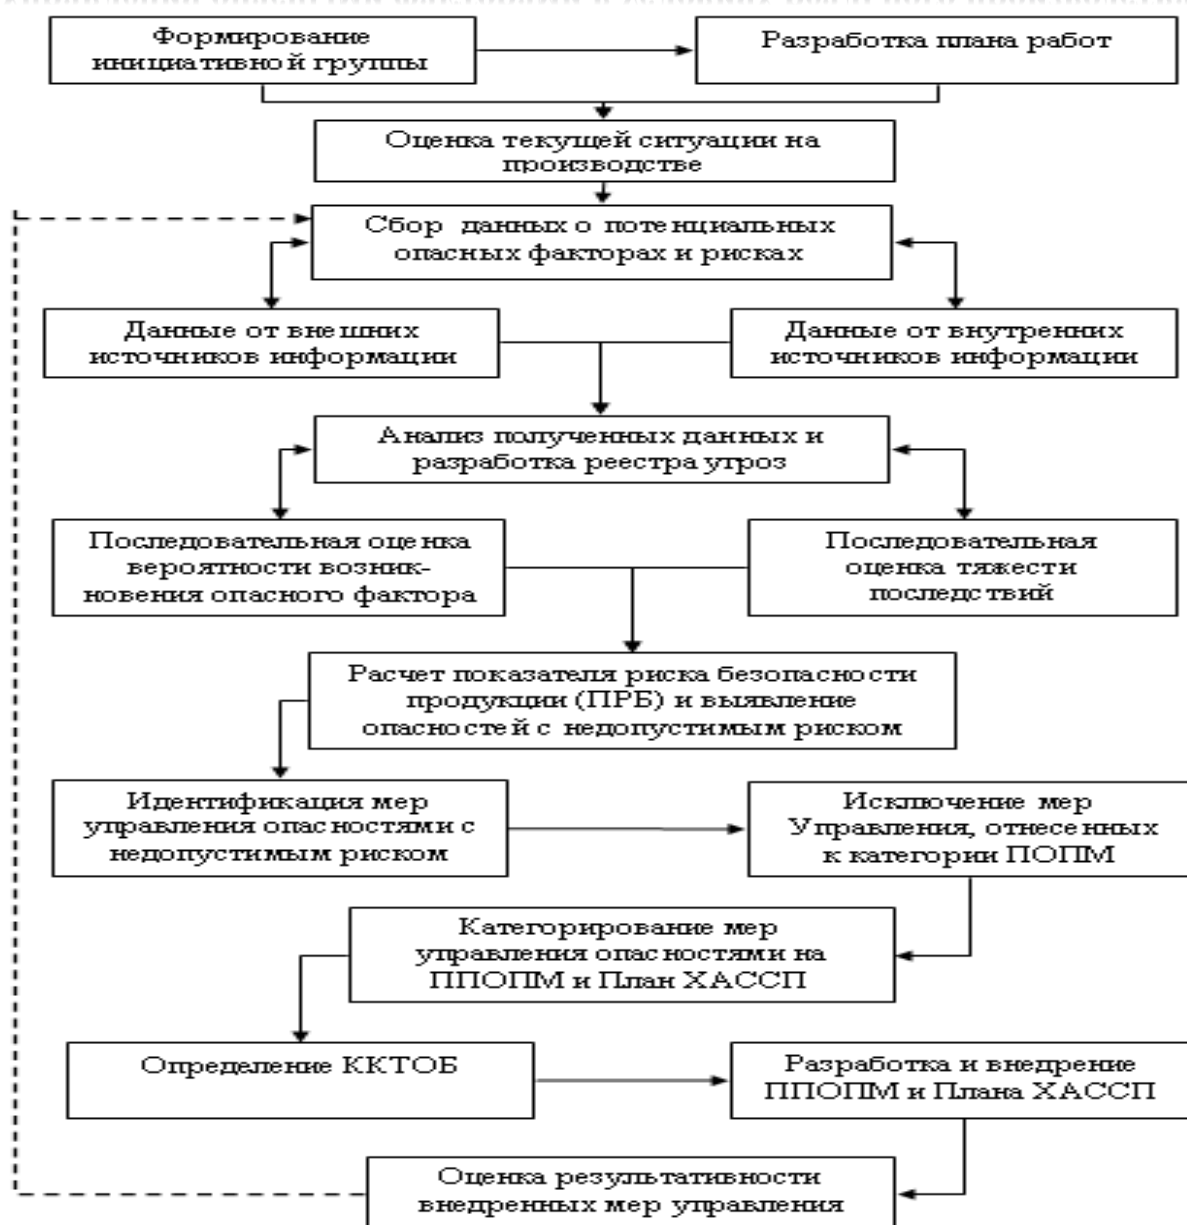 Формирование
инициативной группы
Разработка плана работ
Оценка текущей ситуации на
производстве
Сбор данных о потенциальных
опасных факторах и рисках
Данные от внешних
источников информации
Данные от внутренних
источников информации
Анализ полученных данных и
разработка реестра угроз
Последовательная оценка
вероятности возник-
новения опасного фактора
Последовательная
оценка тяжести
последствий
Расчет показателя риска безопасности
продукции (ПРБ) и выявление
опасностей с недопустимым риском
Идентификация мер
управления опасностями с
недопустимым риском
Исключение мер
Управления, отнесенных
к категории ПОПМ
Категорирование мер
управления опасностями на
ППОПМ и План ХАССП
Определение ККТОБ
Разработка и внедрение
ППОПМ и Плана ХАССП
Оценка результативности
внедренных мер управления